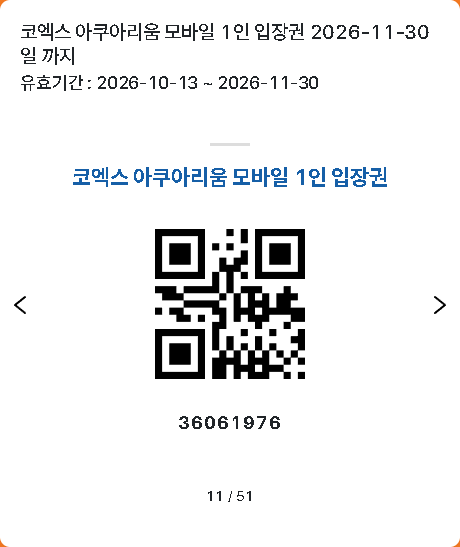 코엑스 아쿠아리움 모바일 1인 입장권 2026-11-30
일 까지
유효기간 : 2026-10-13 ~ 2026-11-30
코엑스 아쿠아리움 모바일 1인 입장권
36061976
11 / 51